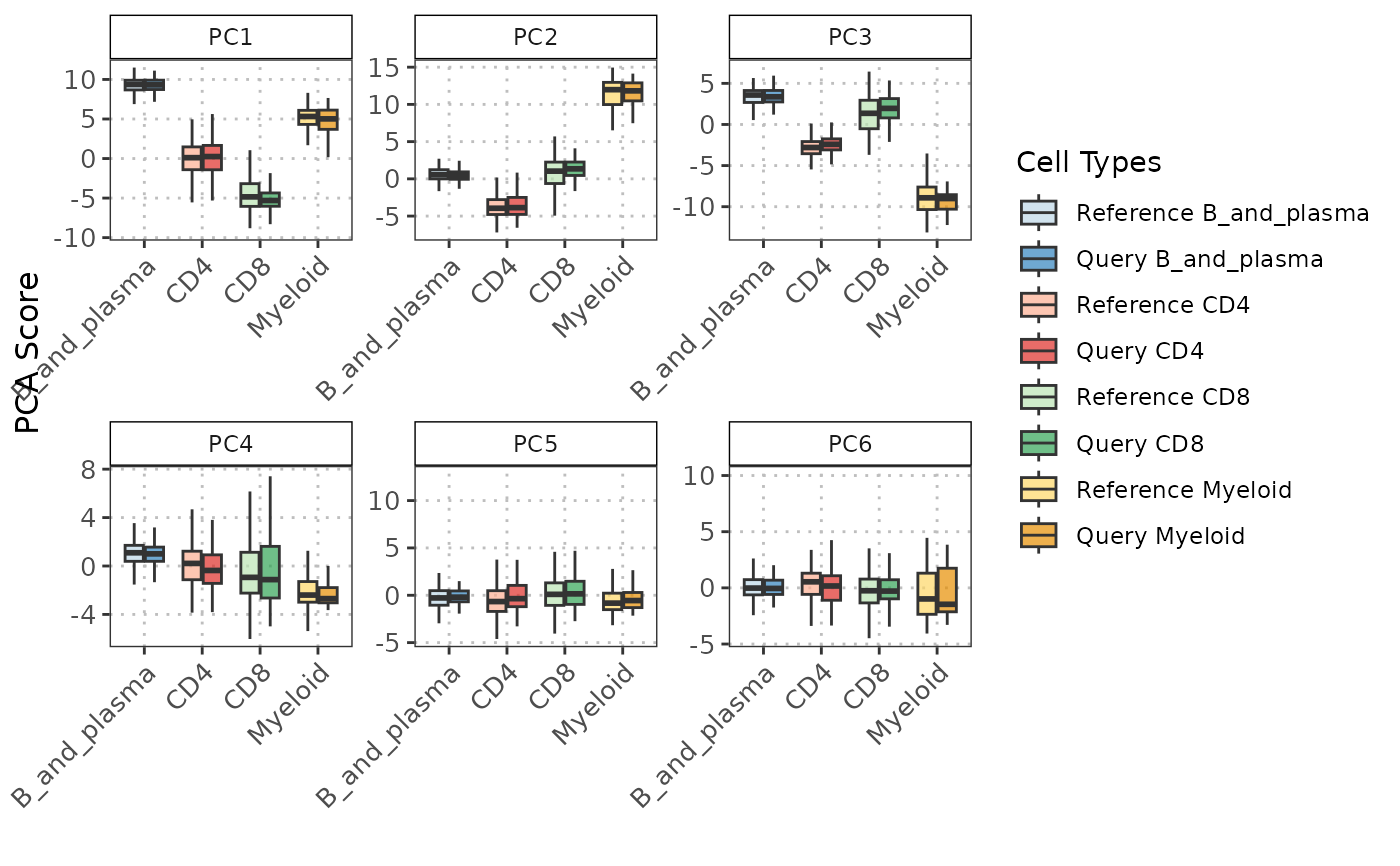 PC1
PC2
PC3
10
5
0
-5
-10
15
10
5
0
-5
5
0
-5
-10
B_and_plasma
CD4
CD8
Myeloid
B_and_plasma
CD4
CD8
Myeloid
B_and_plasma
CD4
CD8
Myeloid
PCA Score
PC4
PC5
PC6
8
4
0
-4
10
5
0
-5
10
5
0
-5
B_and_plasma
CD4
CD8
Myeloid
B_and_plasma
CD4
CD8
Myeloid
B_and_plasma
CD4
CD8
Myeloid
Cell Types
Reference B_and_plasma
Query B_and_plasma
Reference CD4
Query CD4
Reference CD8
Query CD8
Reference Myeloid
Query Myeloid